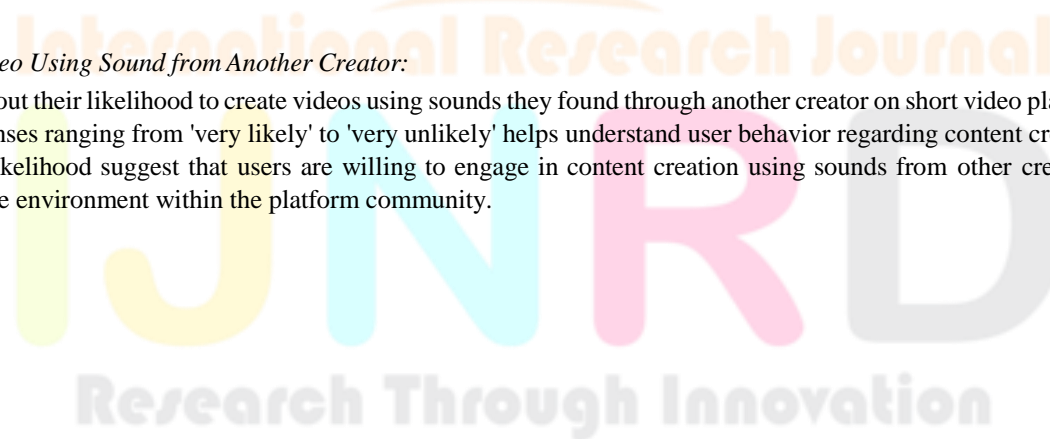 International Research Journal
eo Using Sound from Another Creator:
out their likelihood to create videos using sounds they found through another creator on short video pla
nses ranging from 'very likely' to 'very unlikely' helps understand user behavior regarding content cr
ikelihood suggest that users are willing to engage in content creation using sounds from other cre
e environment within the platform community.
IJNRD
Research Through Innovation